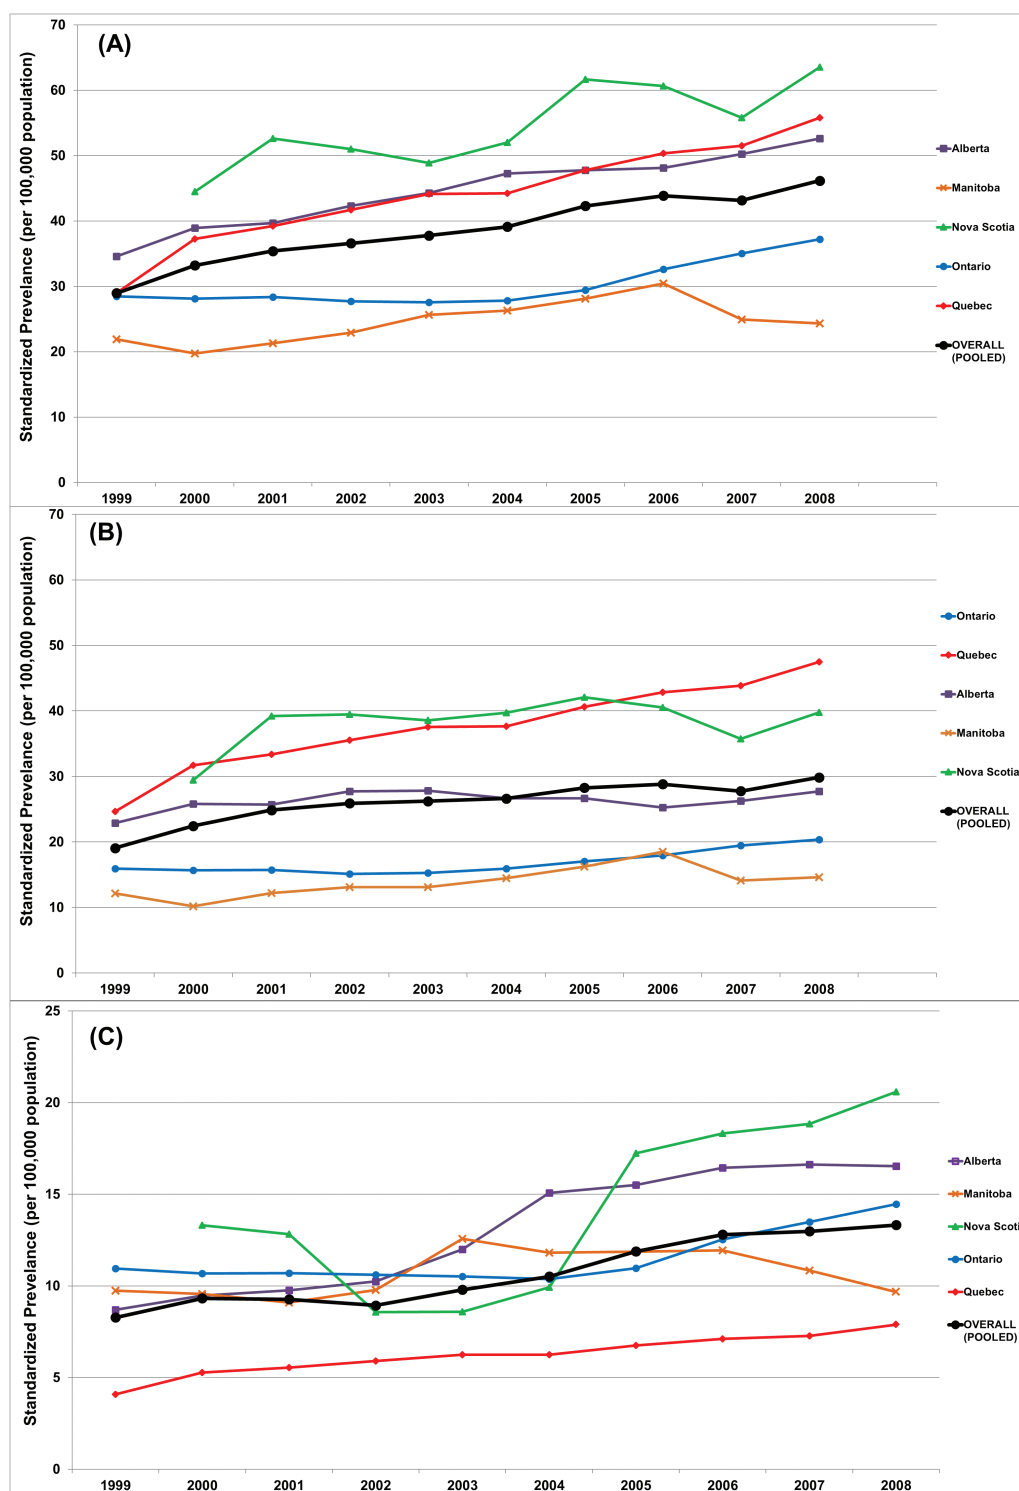 (A)
Standardized Prevelance (per 100,000 population)
70
60
50
40
30
20
10
0
1999 2000 2001 2002 2003 2004 2005 2006 2007 2008
Alberta
Manitoba
Nova Scotia
Ontario
Quebec
OVERALL
(POOLED)
(B)
Standardized Prevelance (per 100,000 population)
70
60
50
40
30
20
10
0
1999 2000 2001 2002 2003 2004 2005 2006 2007 2008
Ontario
Quebec
Alberta
Manitoba
Nova Scotia
OVERALL
(POOLED)
(C)
Standardized Prevelance (per 100,000 population)
25
20
15
10
5
0
1999 2000 2001 2002 2003 2004 2005 2006 2007 2008
Alberta
Manitoba
Nova Scoti
Ontario
Quebec
OVERALL
(POOLED)